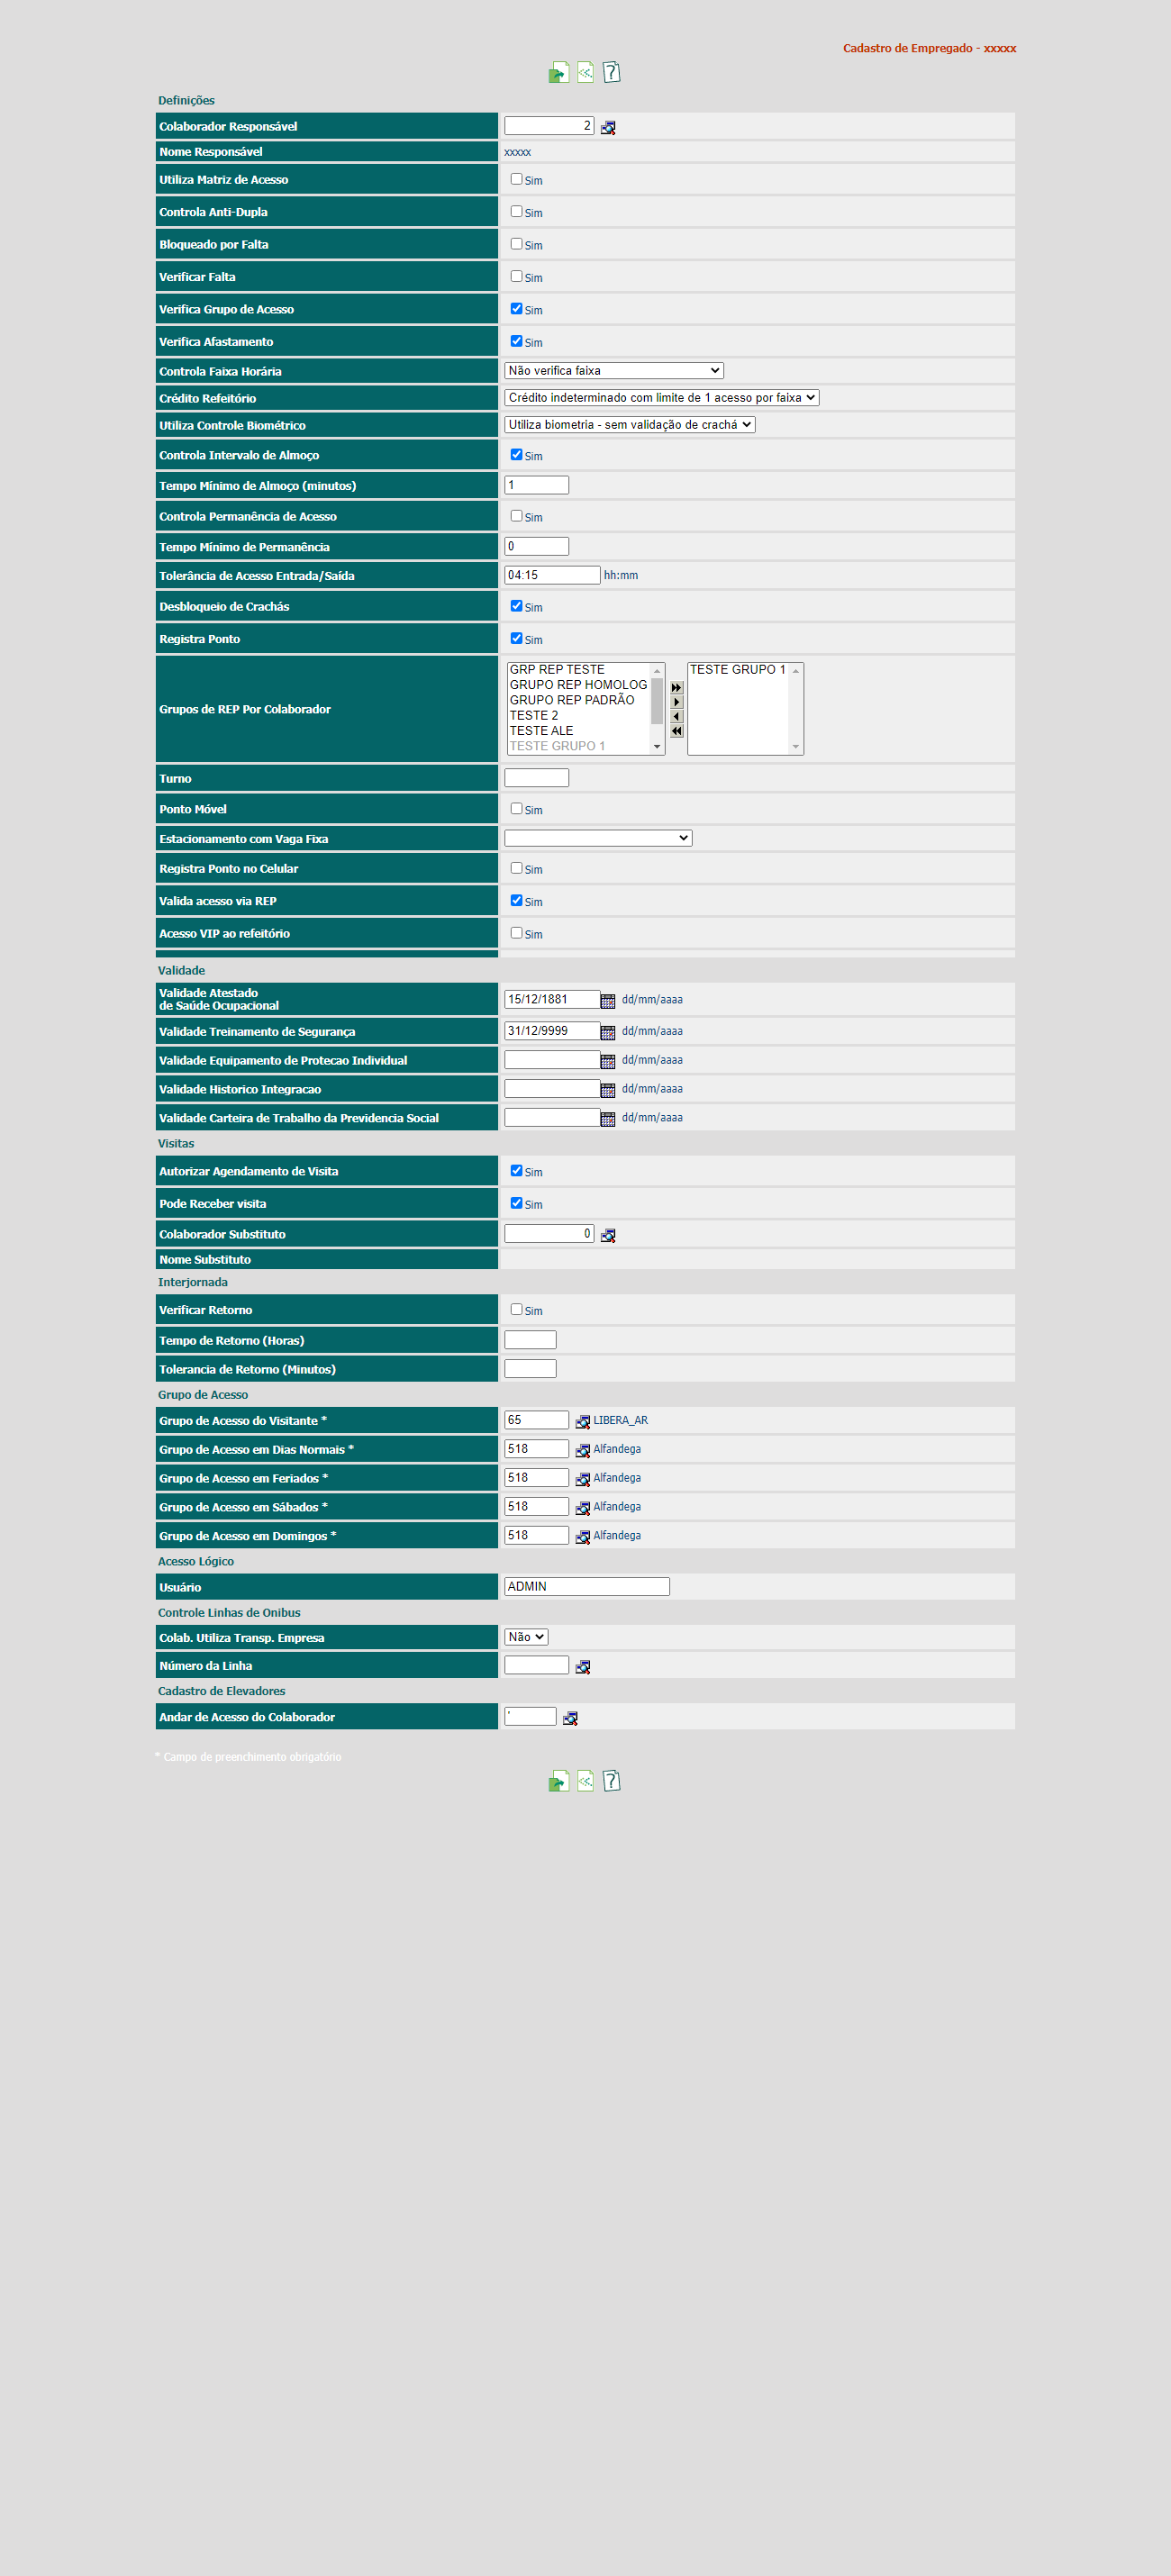 Cadastro de Empregado - xxxxx
Definições
Colaborador Responsável 2
Nome Responsável xxxxx
Utiliza Matriz de Acesso Sim
Controla Anti-Dupla Sim
Bloqueado por Falta Sim
Verificar Falta Sim
Verifica Grupo de Acesso Sim
Verifica Afastamento Sim
Controla Faixa Horária Não verifica faixa
Crédito Refeitório Crédito indeterminado com limite de 1 acesso por faixa
Utiliza Controle Biométrico Utiliza biometria - sem validação de crachá
Controla Intervalo de Almoço Sim
Tempo Mínimo de Almoço (minutos) 1
Controla Permanência de Acesso Sim
Tempo Mínimo de Permanência 0
Tolerância de Acesso Entrada/Saída 04:15 hh:mm
Desbloqueio de Crachás Sim
Registra Ponto Sim
Grupos de REP Por Colaborador
GRP REP TESTE
GRUPO REP HOMOLOG
GRUPO REP PADRÃO
TESTE 2
TESTE ALE
TESTE GRUPO 1
TESTE GRUPO 1
Turno
Ponto Móvel Sim
Estacionamento com Vaga Fixa
Registra Ponto no Celular Sim
Valida acesso via REP Sim
Acesso VIP ao refeitório Sim
Validade
Validade Atestado
de Saúde Ocupacional 15/12/1881 dd/mm/aaaa
Validade Treinamento de Segurança 31/12/9999 dd/mm/aaaa
Validade Equipamento de Protecao Individual dd/mm/aaaa
Validade Historico Integracao dd/mm/aaaa
Validade Carteira de Trabalho da Previdencia Social dd/mm/aaaa
Visitas
Autorizar Agendamento de Visita Sim
Pode Receber visita Sim
Colaborador Substituto 0
Nome Substituto
Interjornada
Verificar Retorno Sim
Tempo de Retorno (Horas)
Tolerancia de Retorno (Minutos)
Grupo de Acesso
Grupo de Acesso do Visitante * 65 LIBERA_AR
Grupo de Acesso em Dias Normais * 518 Alfandega
Grupo de Acesso em Feriados * 518 Alfandega
Grupo de Acesso em Sábados * 518 Alfandega
Grupo de Acesso em Domingos * 518 Alfandega
Acesso Lógico
Usuário ADMIN
Controle Linhas de Onibus
Colab. Utiliza Transp. Empresa Não
Número da Linha
Cadastro de Elevadores
Andar de Acesso do Colaborador '
* Campo de preenchimento obrigatório